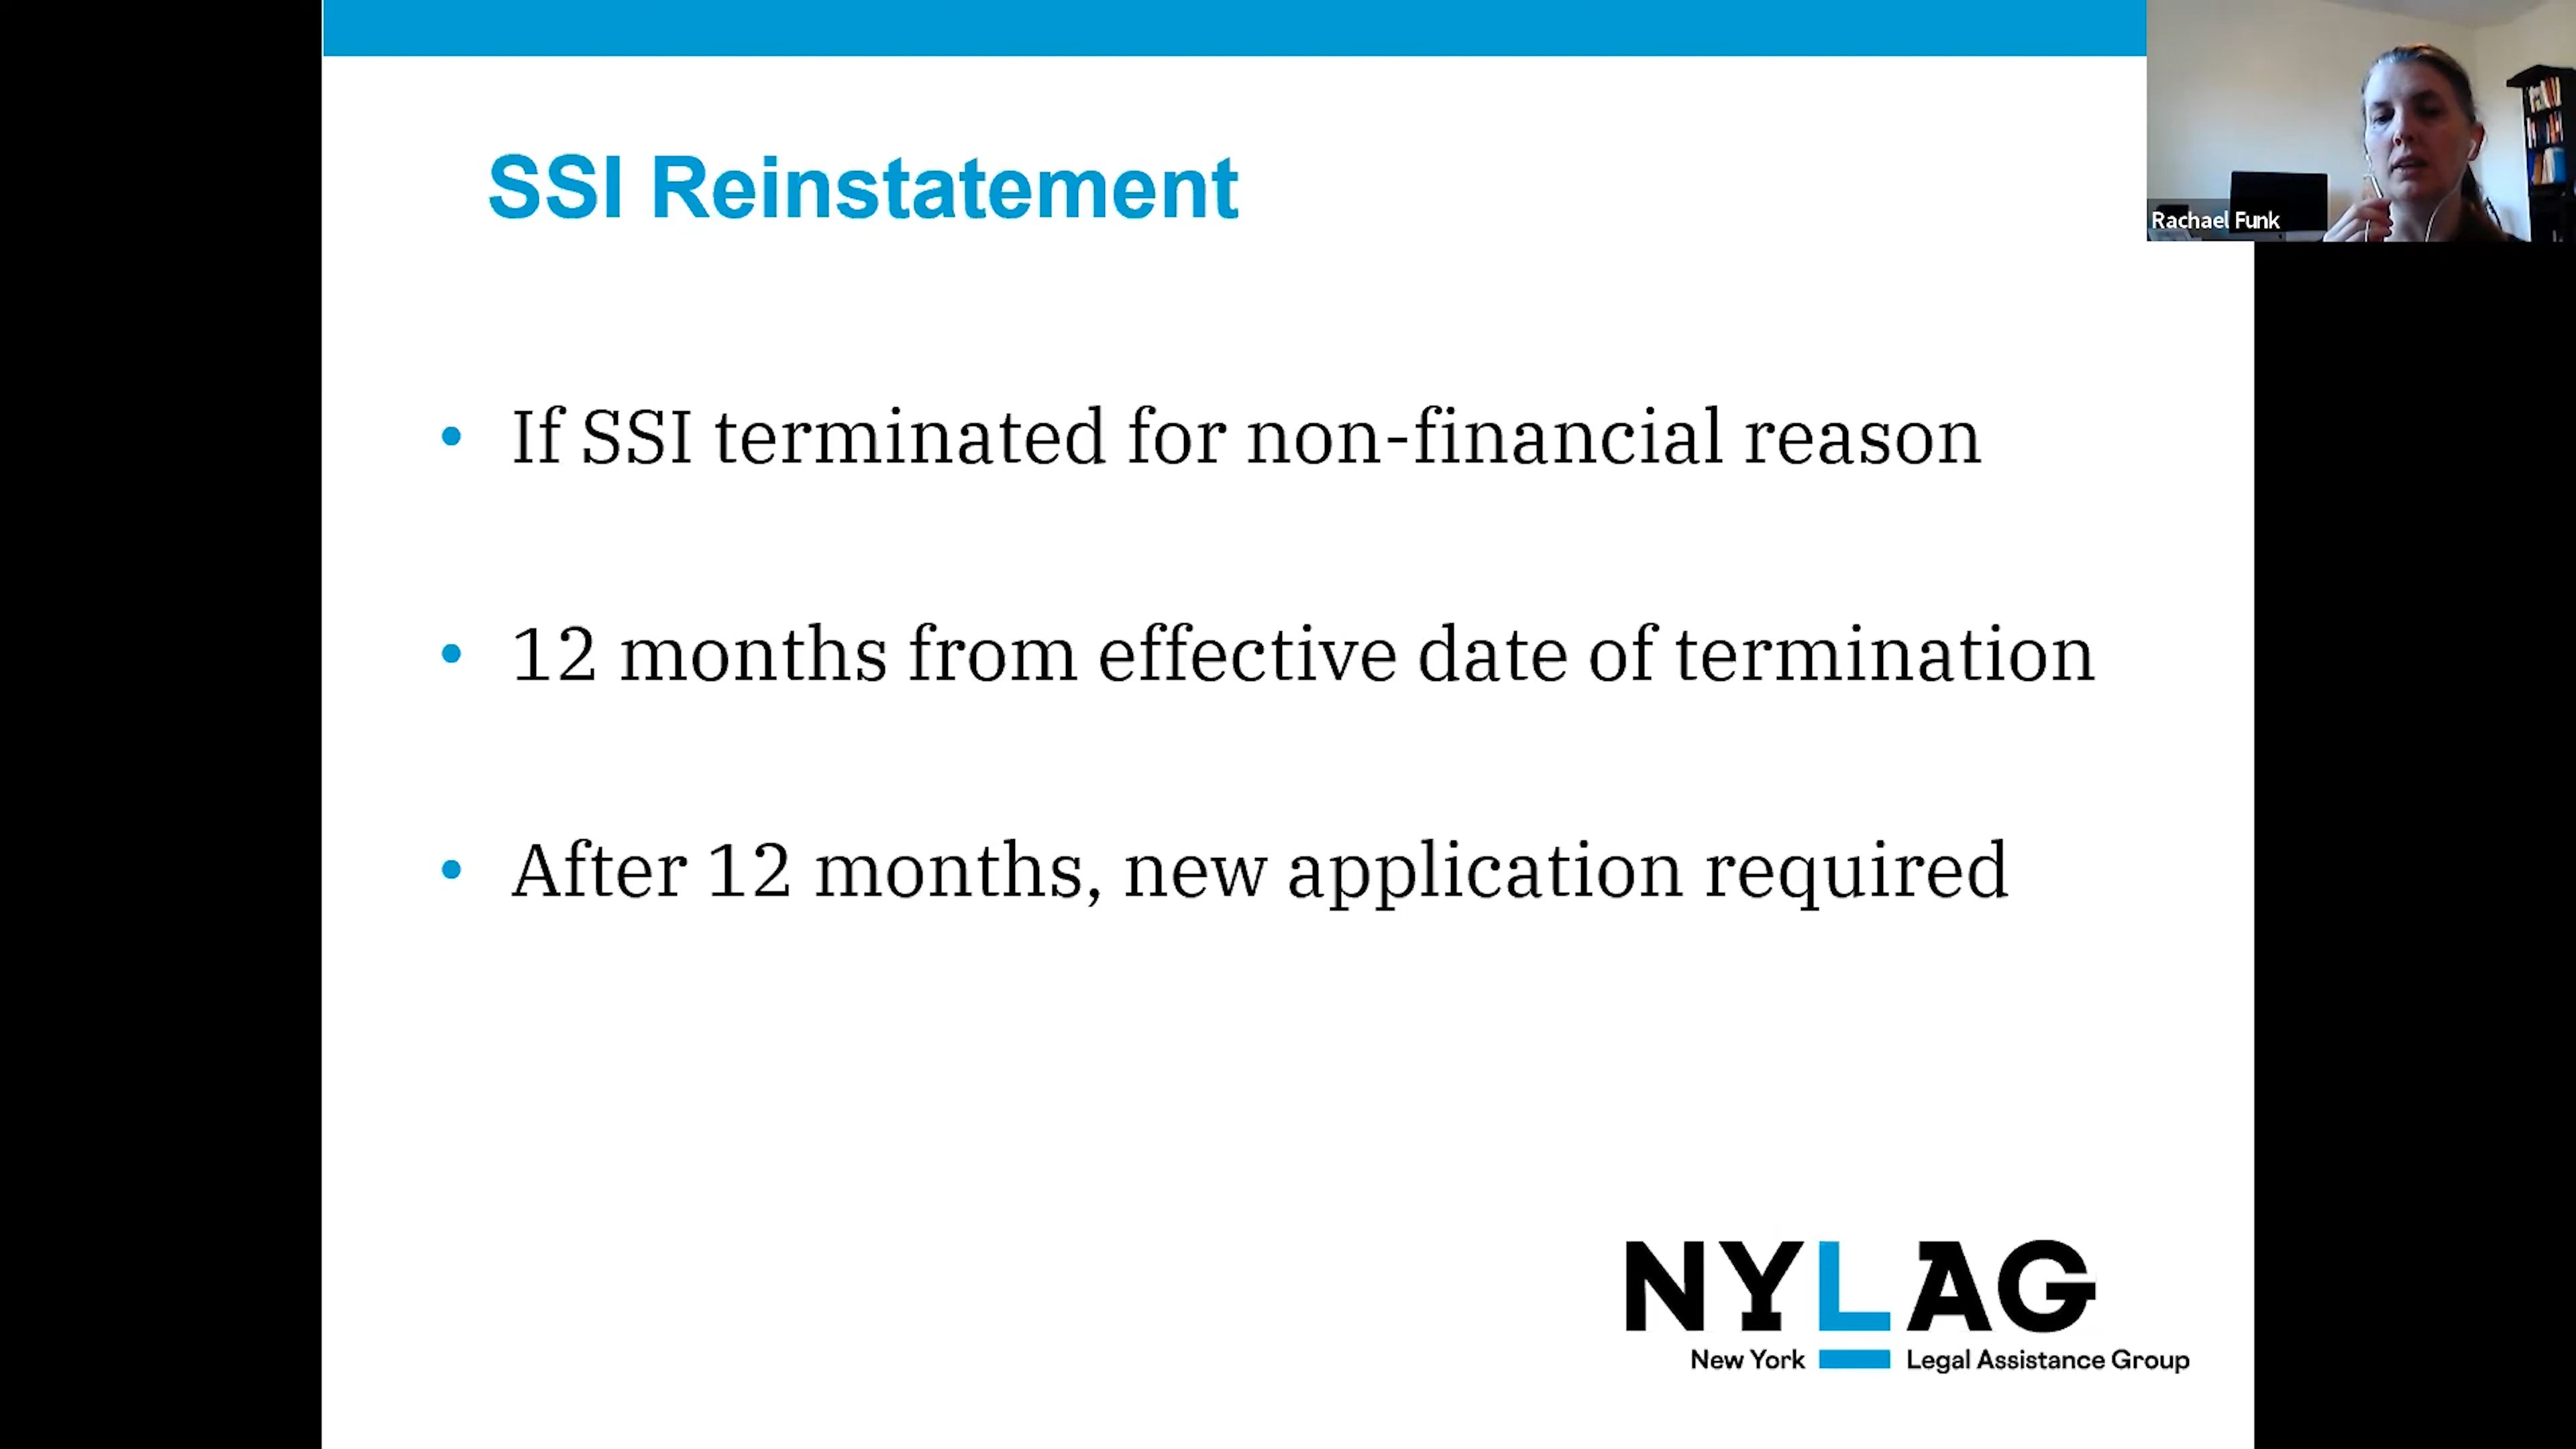 SSI Reinstatement
Rachael Funk
• If SSI terminated for non-financial reason
• 12 months from effective date of termination
• After 12 months, new application required
NYLAG
New York Legal Assistance Group